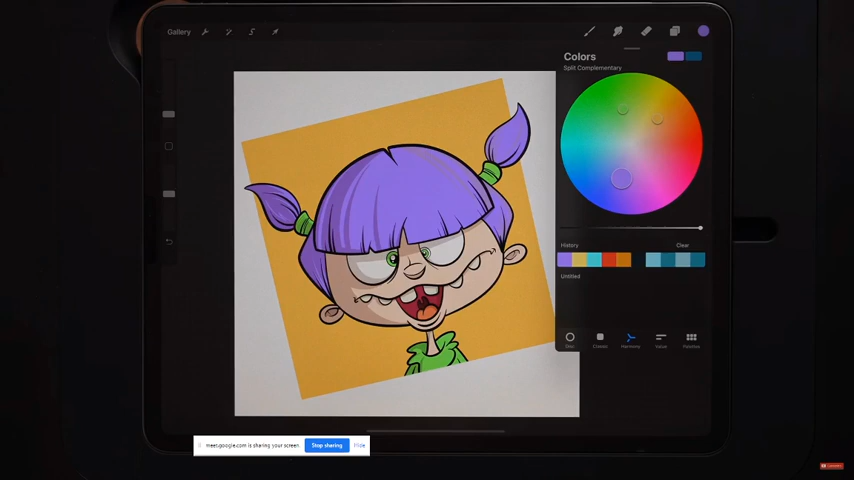 Gallery
Colors
Split Complementary
History
Clear
Untitled
Disc
Classic
Harmony
Value
Palettes
meet.google.com is sharing your screen.
Stop sharing
Hide